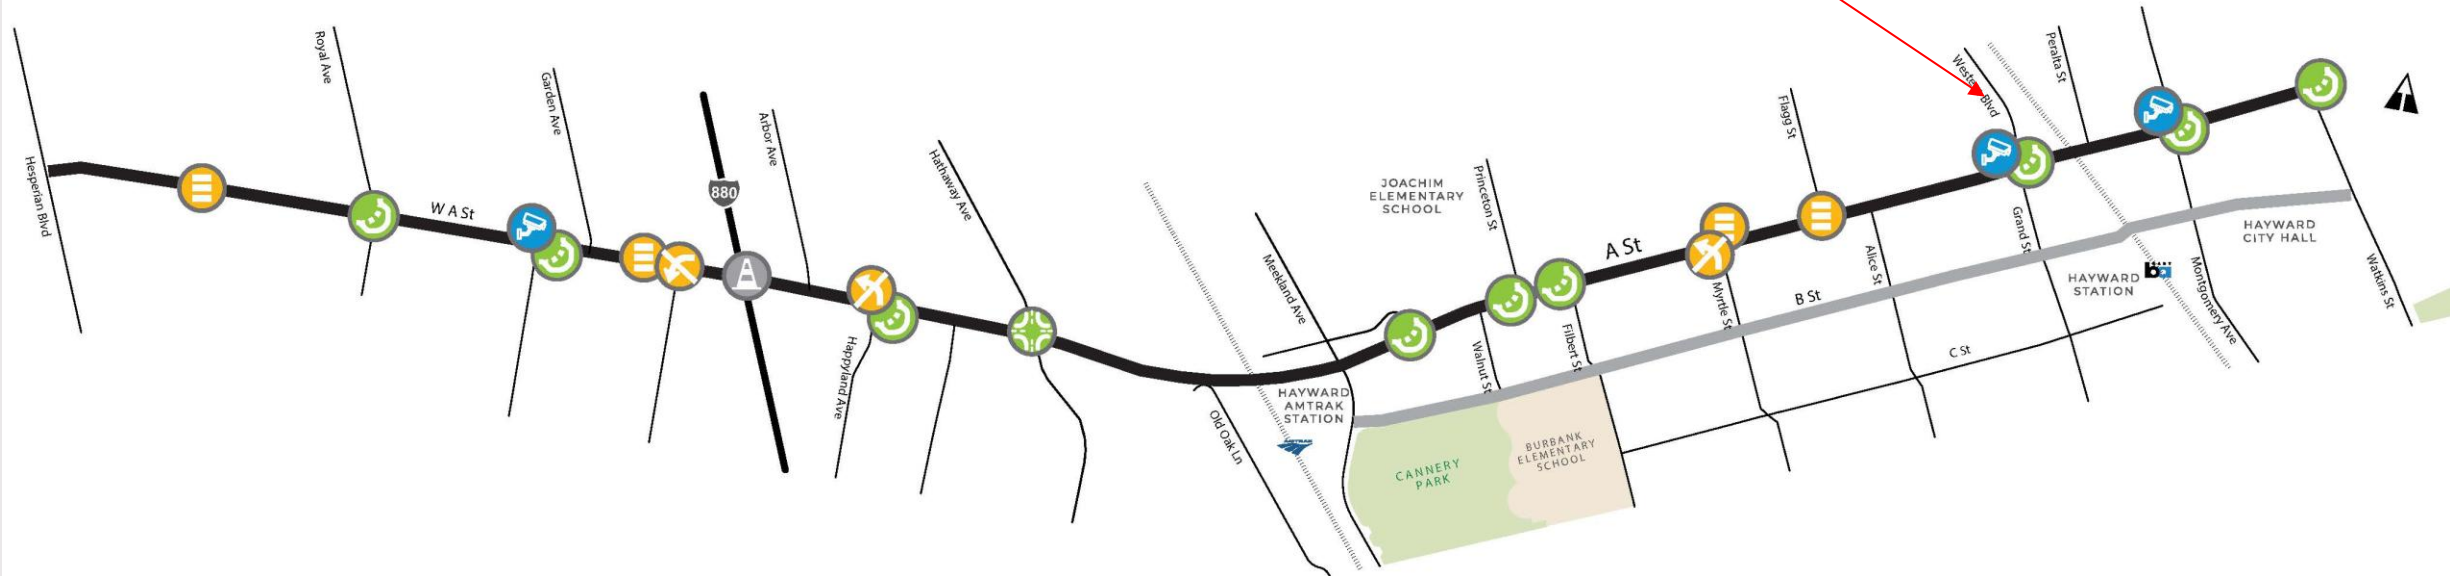 Hesperian Blvd
Royal Ave
W A St
Garden Ave
880
Arbor Ave
Happyland Ave
Hathaway Ave
Old Oak Ln
Meekland Ave
HAYWARD
AMTRAK
STATION
JOACHIM
ELEMENTARY
SCHOOL
Princeton St
Walnut St
Filbert St
CANNERY
PARK
BURBANK
ELEMENTARY
SCHOOL
A St
Myrtle St
B St
Flagg St
Alice St
C St
Blvd
Grand St
Peralta St
HAYWARD
STATION
ba
Montgomery Ave
HAYWARD
CITY HALL
Watkins St